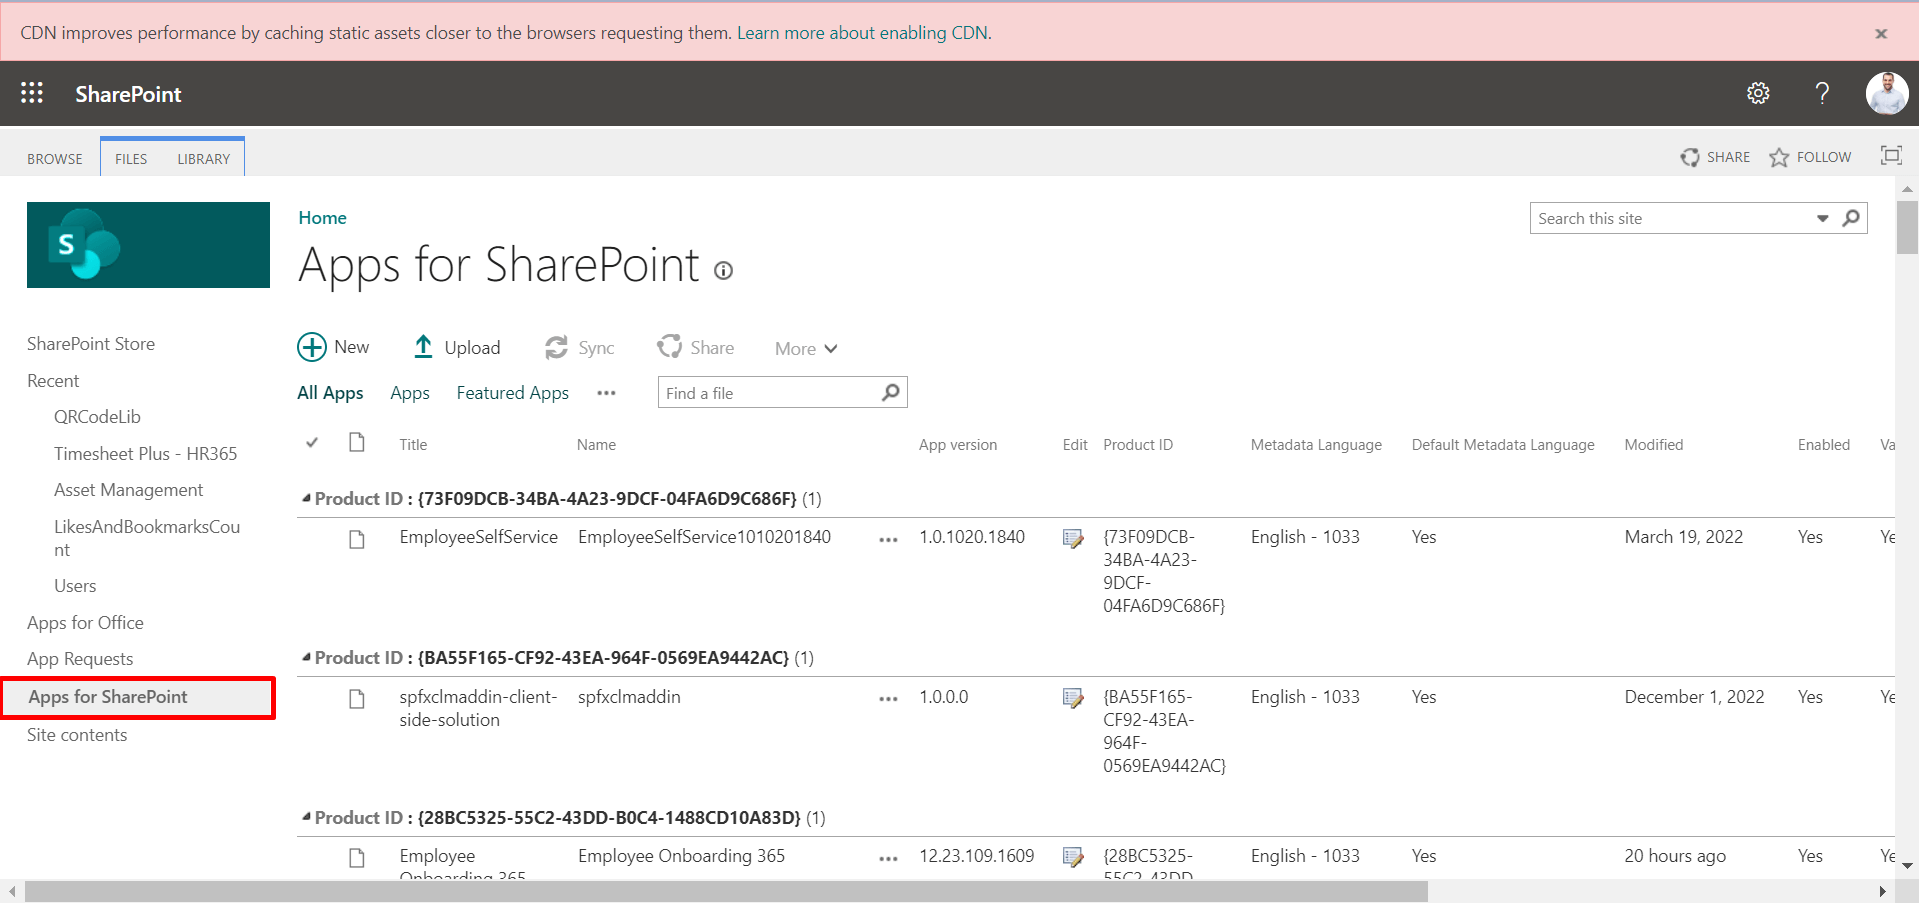 CDN improves performance by caching static assets closer to the browsers requesting them. Learn more about enabling CDN.
SharePoint
BROWSE FILES LIBRARY SHARE FOLLOW
S
Home
Search this site
Apps for SharePoint
SharePoint Store
Recent
QRCodeLib
Timesheet Plus - HR365
Asset Management
LikesAndBookmarksCou
nt
Users
Apps for Office
App Requests
Apps for SharePoint
Site contents
New Upload Sync Share More
All Apps Apps Featured Apps ••• Find a file
Title Name App version Edit Product ID Metadata Language Default Metadata Language Modified Enabled Va
Product ID : {73F09DCB-34BA-4A23-9DCF-04FA6D9C686F} (1)
EmployeeSelfService EmployeeSelfService1010201840 ••• 1.0.1020.1840 {73F09DCB- English - 1033 Yes March 19, 2022 Yes Ye
34BA-4A23-
9DCF-
04FA6D9C686F}
Product ID : {BA55F165-CF92-43EA-964F-0569EA9442AC} (1)
spfxclmaddin-client- spfxclmaddin ••• 1.0.0.0 {BA55F165- English - 1033 Yes December 1, 2022 Yes Ye
side-solution CF92-43EA-
964F-
0569EA9442AC}
Product ID : {28BC5325-55C2-43DD-B0C4-1488CD10A83D} (1)
Employee Employee Onboarding 365 ••• 12.23.109.1609 {28BC5325- English - 1033 Yes 20 hours ago Yes Ye
Onboarding 365 55C2-43DD-